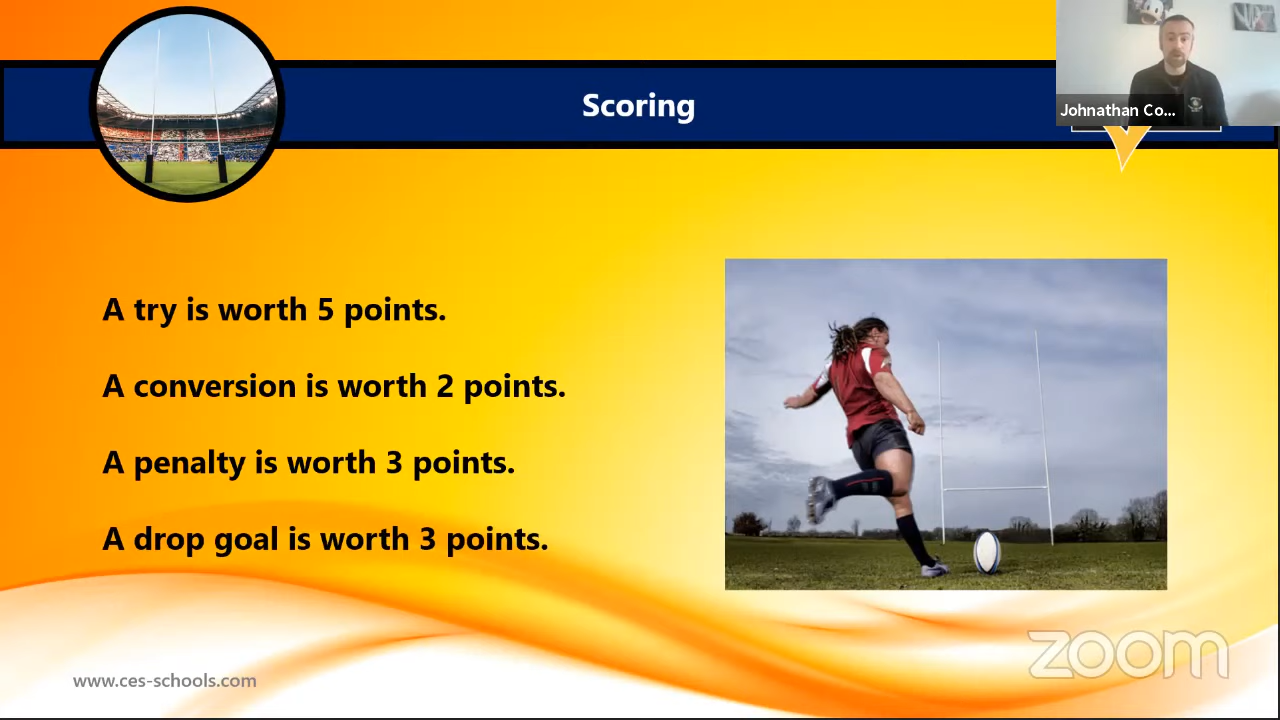 Scoring
Johnathan Co...
A try is worth 5 points.
A conversion is worth 2 points.
A penalty is worth 3 points.
A drop goal is worth 3 points.
www.ces-schools.com
zoom